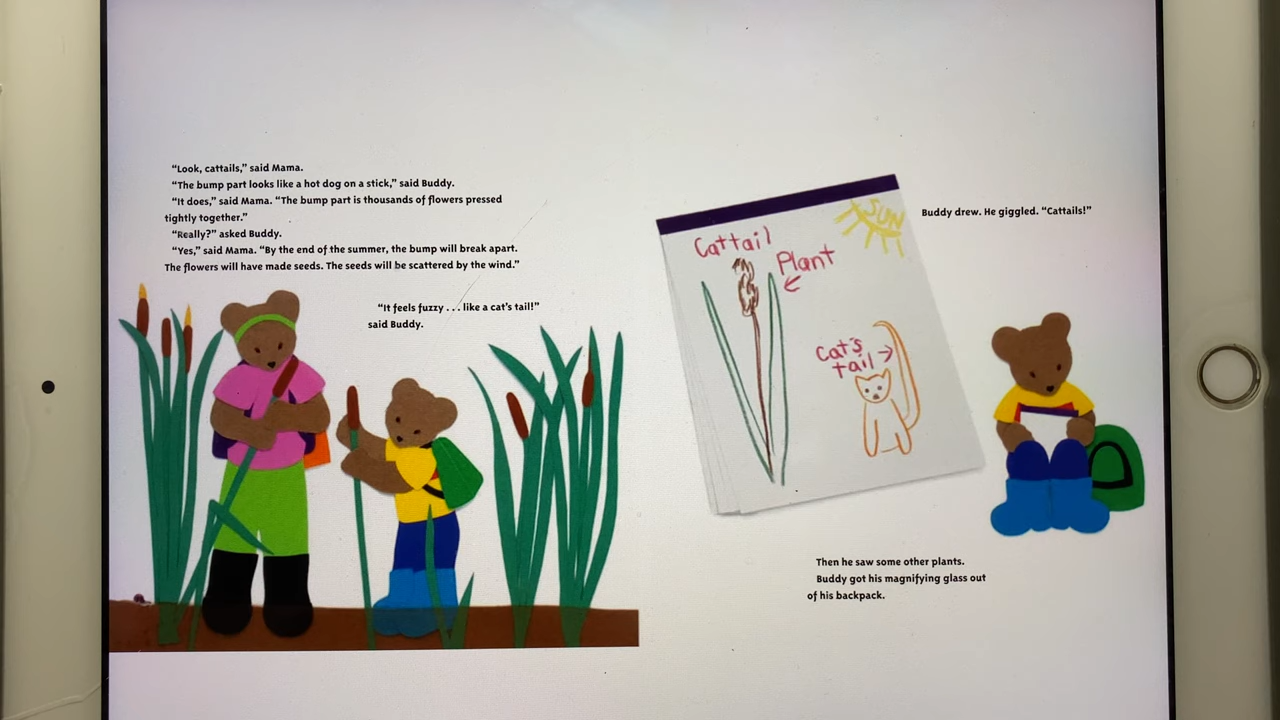 “Look, cattails,” said Mama.
“The bump part looks like a hot dog on a stick,” said Buddy.
“It does,” said Mama. “The bump part is thousands of flowers pressed
tightly together.”
“Really?” asked Buddy.
“Yes,” said Mama. “By the end of the summer, the bump will break apart.
The flowers will have made seeds. The seeds will be scattered by the wind.”
“It feels fuzzy . . . like a cat’s tail!”
said Buddy.
SUN
Cattail
Plant
Cat’s
tail
Buddy drew. He giggled. “Cattails!”
Then he saw some other plants.
Buddy got his magnifying glass out
of his backpack.